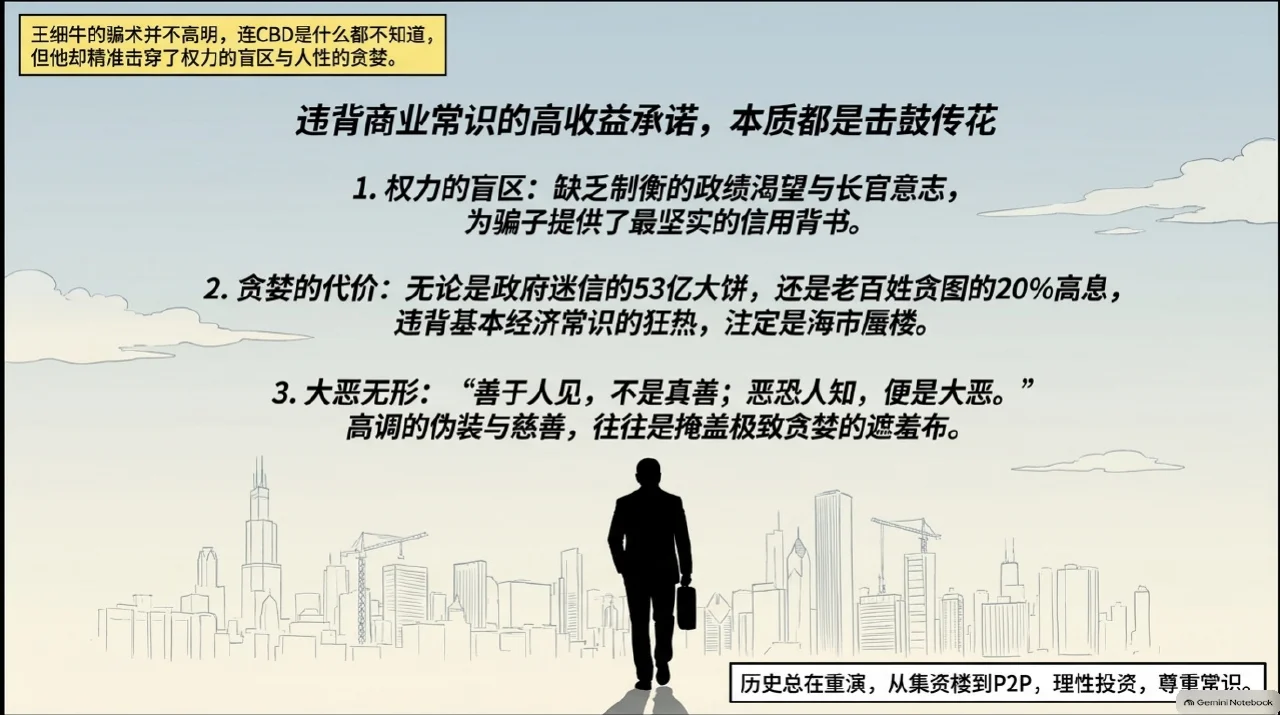 王细牛的骗术并不高明，连CBD是什么都不知道，
但他却精准击穿了权力的盲区与人性的贪婪。
违背商业常识的高收益承诺，本质都是击鼓传花
1. 权力的盲区：缺乏制衡的政绩渴望与长官意志，
为骗子提供了最坚实的信用背书。
2. 贪婪的代价：无论是政府迷信的53亿大饼，还是老百姓贪图的20%高息，
违背基本经济常识的狂热，注定是海市蜃楼。
3. 大恶无形：“善于人见，不是真善；恶恐人知，便是大恶。”
高调的伪装与慈善，往往是掩盖极致贪婪的遮羞布。
历史总在重演，从集资楼到P2P，理性投资，尊重常识。
Gemini Notebook